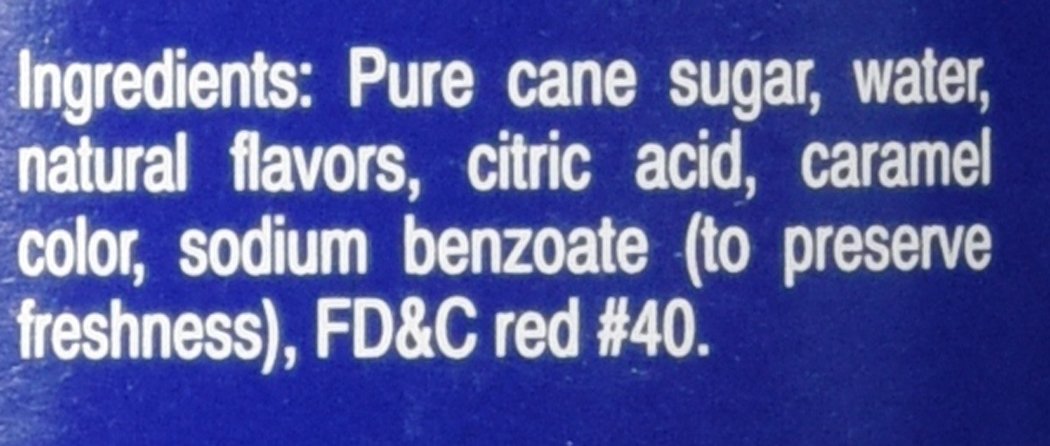 Ingredients: Pure cane sugar, water,
natural flavors, citric acid, caramel
color, sodium benzoate (to preserve
freshness), FD&C red #40.